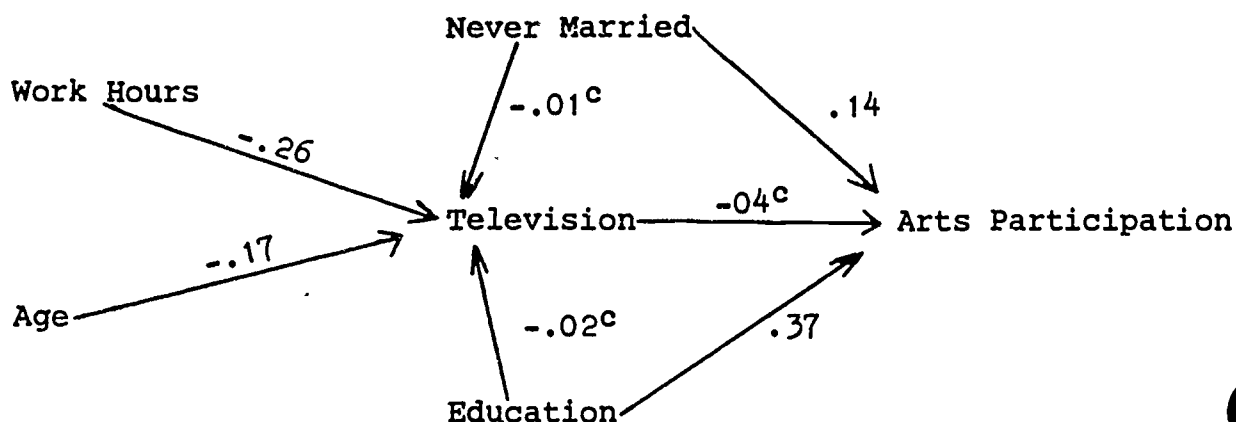 Never Married
Work Hours
-.01c
.14
-.26
Television
-04c
Arts Participation
-.17
Age
-.02c
.37
Education